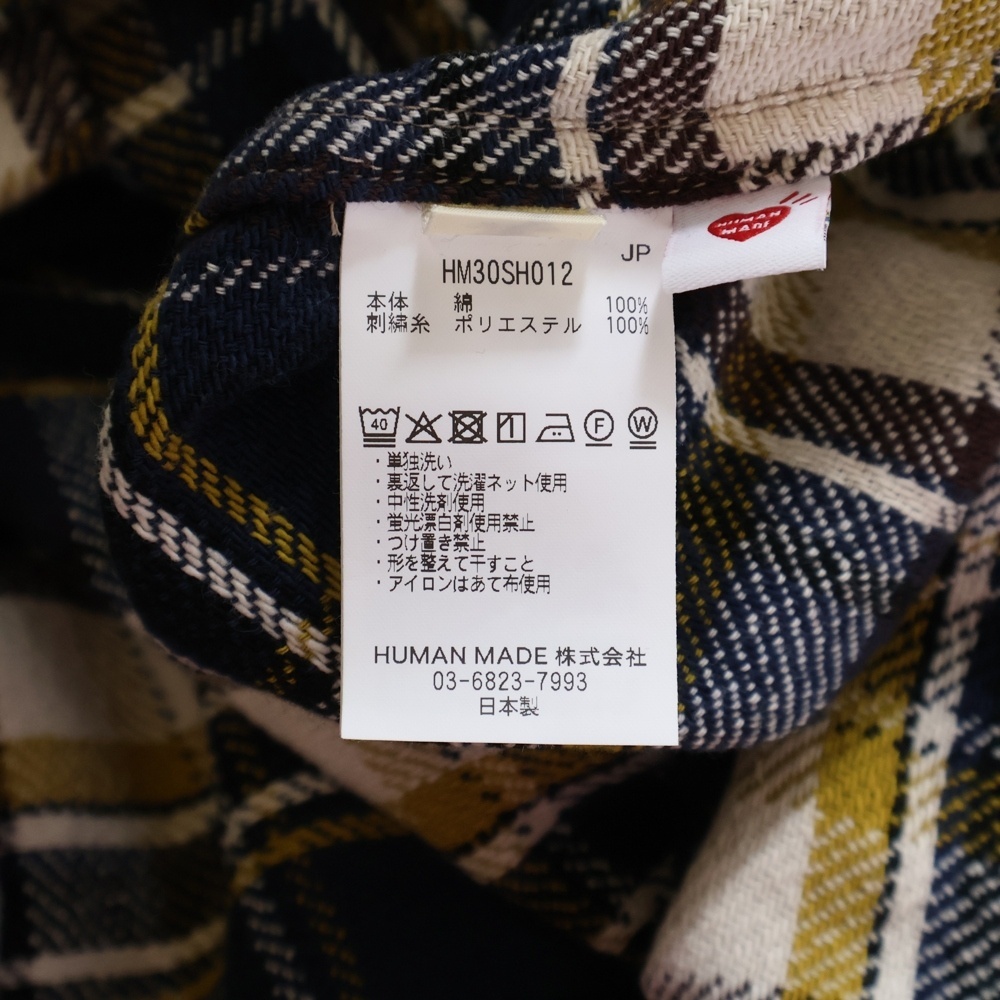 HUMAN
MADE
JP
HM30SH012
本体 綿 100%
刺繍糸 ポリエステル 100%
40 F W
・単独洗い
・裏返して洗濯ネット使用
・中性洗剤使用
・蛍光漂白剤使用禁止
・つけ置き禁止
・形を整えて干すこと
・アイロンはあて布使用
HUMAN MADE 株式会社
03-6823-7993
日本製